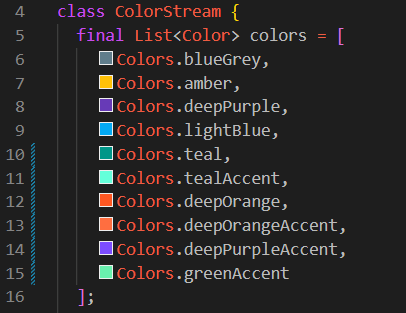 4 class ColorStream {
5 final List<Color> colors = [
6 Colors.blueGrey,
7 Colors.amber,
8 Colors.deepPurple,
9 Colors.lightBlue,
10 Colors.teal,
11 Colors.tealAccent,
12 Colors.deepOrange,
13 Colors.deepOrangeAccent,
14 Colors.deepPurpleAccent,
15 Colors.greenAccent
16 ];